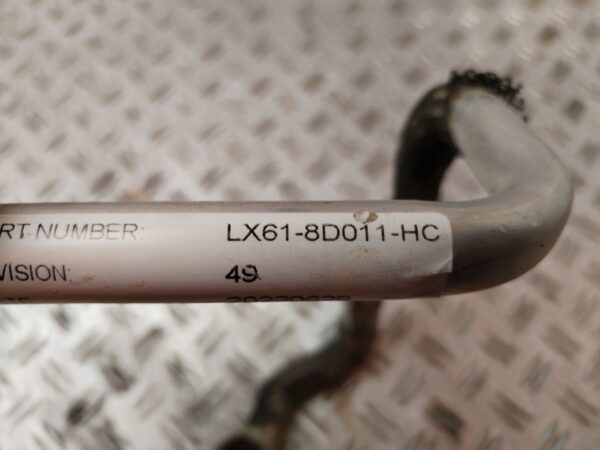 RT NUMBER: LX61-8D011-HC
VISION: 49